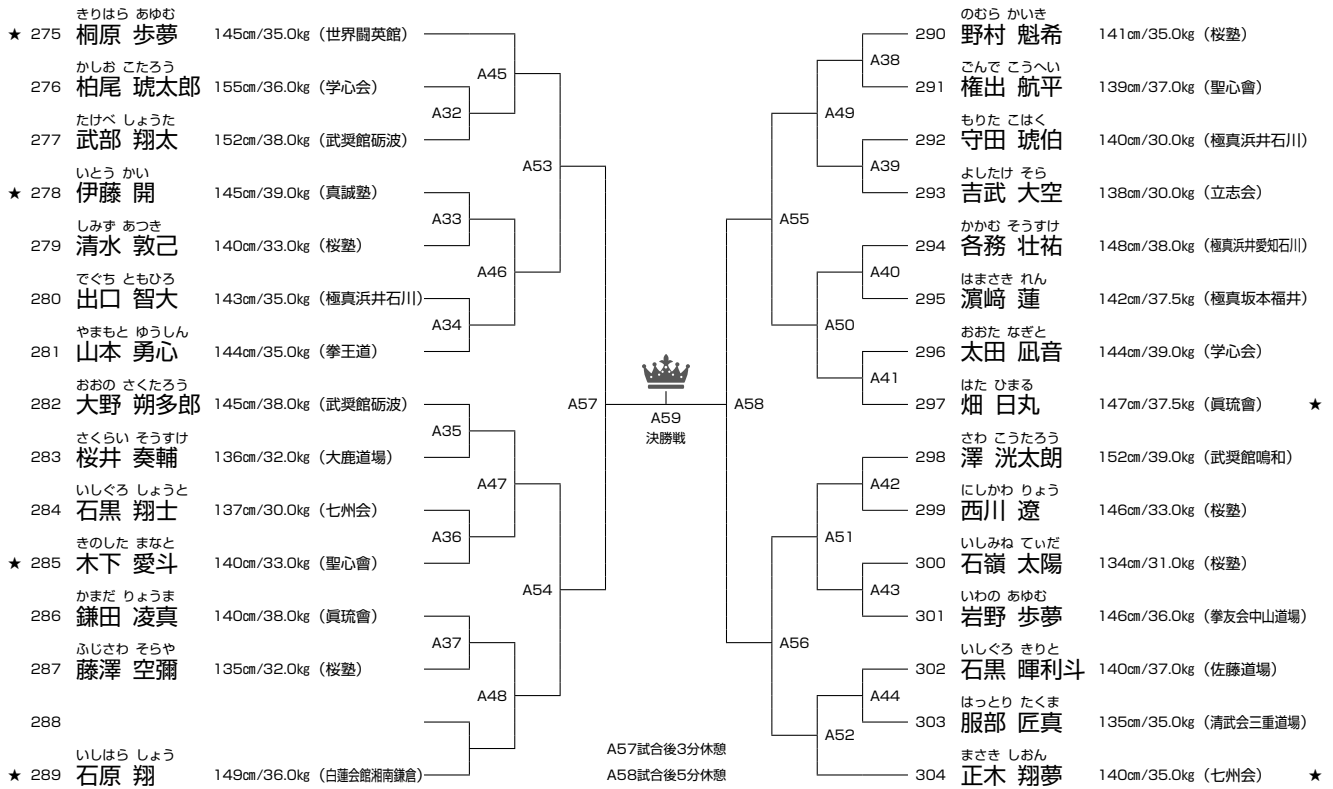 きりはら あゆむ
★ 275 桐原 歩夢 145㎝/35.0㎏（世界闘英館）
かしお こたろう
276 柏尾 琥太郎 155㎝/36.0㎏（学心会）
たけべ しょうた
277 武部 翔太 152㎝/38.0㎏（武奨館砺波）
いとう かい
★ 278 伊藤 開 145㎝/39.0㎏（真誠塾）
しみず あつき
279 清水 敦己 140㎝/33.0㎏（桜塾）
でぐち ともひろ
280 出口 智大 143㎝/35.0㎏（極真浜井石川）
やまもと ゆうしん
281 山本 勇心 144㎝/35.0㎏（拳王道）
おおの さくたろう
282 大野 朔多郎 145㎝/38.0㎏（武奨館砺波）
さくらい そうすけ
283 桜井 奏輔 136㎝/32.0㎏（大鹿道場）
いしぐろ しょうと
284 石黒 翔士 137㎝/30.0㎏（七州会）
きのした まなと
★ 285 木下 愛斗 140㎝/33.0㎏（聖心會）
かまだ りょうま
286 鎌田 凌真 140㎝/38.0㎏（眞琉會）
ふじさわ そらや
287 藤澤 空彌 135㎝/32.0㎏（桜塾）
288
いしはら しょう
★ 289 石原 翔 149㎝/36.0㎏（白蓮会館湘南鎌倉）
A32
A33
A34
A35
A36
A37
A45
A46
A47
A48
A53
A54
A57
A59
決勝戦
A57試合後3分休憩
A58試合後5分休憩
A58
A55
A56
A49
A50
A51
A52
A38
A39
A40
A41
A42
A43
A44
のむら かいき
290 野村 魁希 141㎝/35.0㎏（桜塾）
ごんで こうへい
291 権出 航平 139㎝/37.0㎏（聖心會）
もりた こはく
292 守田 琥伯 140㎝/30.0㎏（極真浜井石川）
よしたけ そら
293 吉武 大空 138㎝/30.0㎏（立志会）
かかむ そうすけ
294 各務 壮祐 148㎝/38.0㎏（極真浜井愛知石川）
はまさき れん
295 濵﨑 蓮 142㎝/37.5㎏（極真坂本福井）
おおた なぎと
296 太田 凪音 144㎝/39.0㎏（学心会）
はた ひまる
297 畑 日丸 147㎝/37.5㎏（眞琉會） ★
さわ こうたろう
298 澤 洸太朗 152㎝/39.0㎏（武奨館鳴和）
にしかわ りょう
299 西川 遼 146㎝/33.0㎏（桜塾）
いしみね てぃだ
300 石嶺 太陽 134㎝/31.0㎏（桜塾）
いわの あゆむ
301 岩野 歩夢 146㎝/36.0㎏（拳友会中山道場）
いしぐろ きりと
302 石黒 暉利斗 140㎝/37.0㎏（佐藤道場）
はっとり たくま
303 服部 匠真 135㎝/35.0㎏（清武会三重道場）
まさき しおん
304 正木 翔夢 140㎝/35.0㎏（七州会） ★